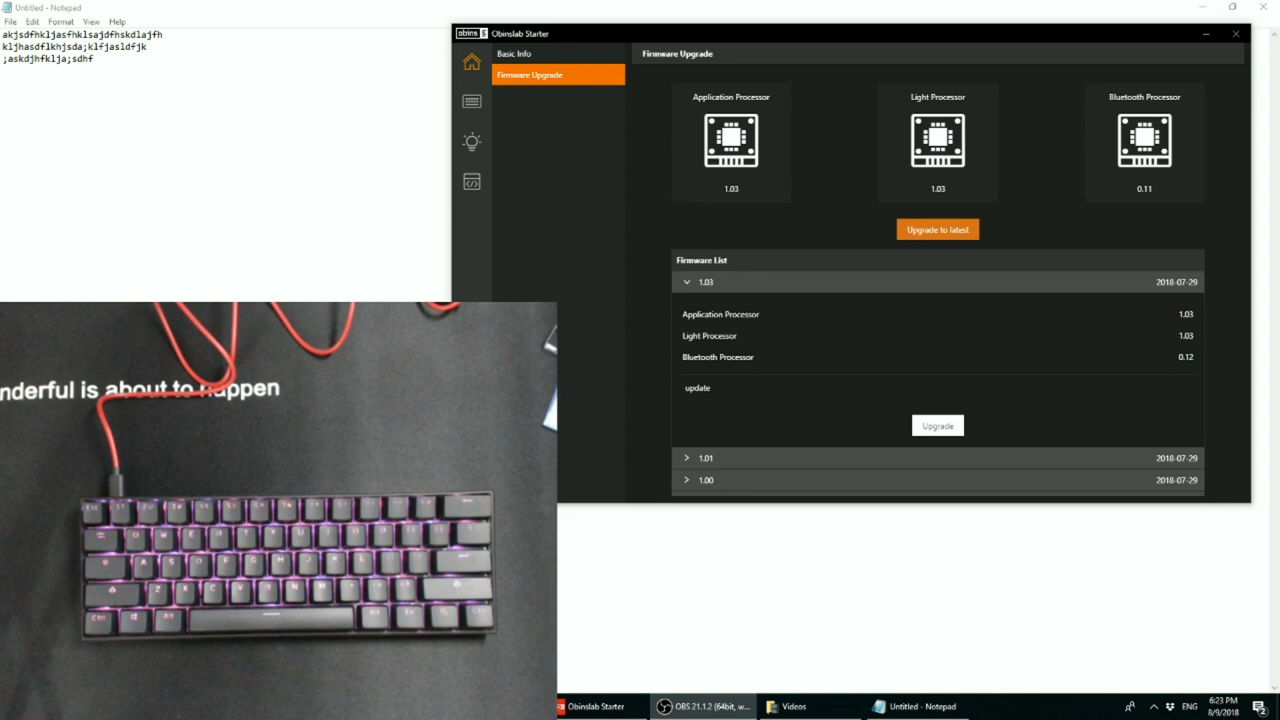 Untitled - Notepad
File Edit Format View Help
akjsdfhkljasfhklsajdfhskdlajfh
kljhasdflkhjsda;klfjasldfjk
;askdjhfklja;sdhf
obins Obinslab Starter
Basic Info
Firmware Upgrade
Firmware Upgrade
Application Processor
1.03
Light Processor
1.03
Bluetooth Processor
0.11
Upgrade to latest
Firmware List
1.03 2018-07-29
Application Processor 1.03
Light Processor 1.03
Bluetooth Processor 0.12
update
Upgrade
1.01 2018-07-29
1.00 2018-07-29
nderful is about to happen
Q W E R T Y U I O
A S D F G H J K L
Z X C V B N M
Ctrl Alt
Obinslab Starter
OBS 21.1.2 (64bit, w...
Videos
Untitled - Notepad
ENG
6:23 PM
8/9/2018
2